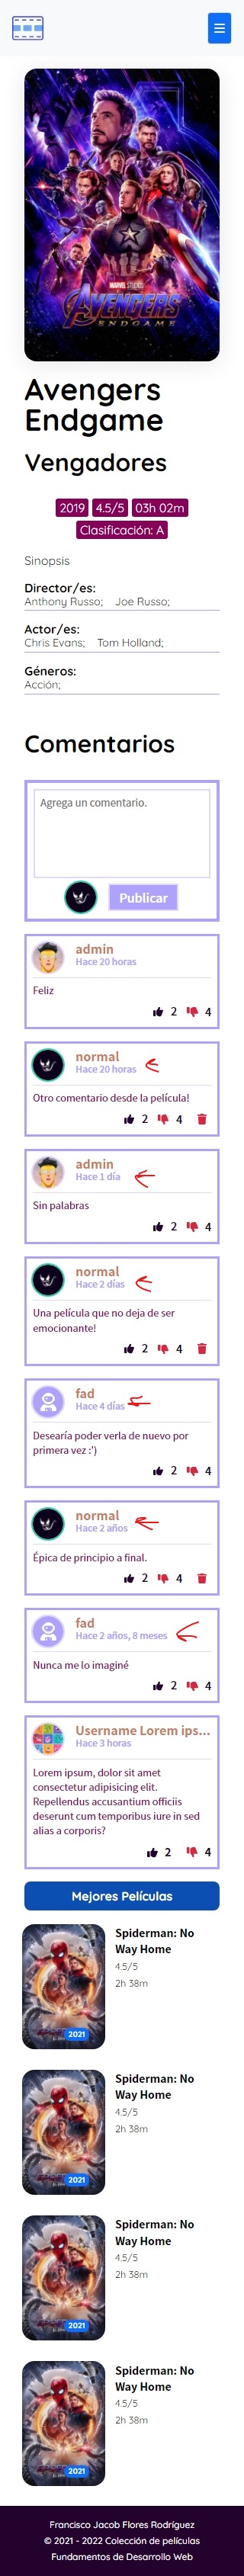 MARVEL STUDIOS
AVENGERS
ENDGAME
Avengers
Endgame
Vengadores
2019 4.5/5 03h 02m
Clasificación: A
Sinopsis
Director/es:
Anthony Russo; Joe Russo;
Actor/es:
Chris Evans; Tom Holland;
Géneros:
Acción;
Comentarios
Agrega un comentario.
Publicar
admin
Hace 20 horas
Feliz
2 4
normal
Hace 20 horas
Otro comentario desde la película!
2 4
admin
Hace 1 día
Sin palabras
2 4
normal
Hace 2 días
Una película que no deja de ser
emocionante!
2 4
fad
Hace 4 días
Desearía poder verla de nuevo por
primera vez :')
2 4
normal
Hace 2 años
Épica de principio a final.
2 4
fad
Hace 2 años, 8 meses
Nunca me lo imaginé
2 4
Username Lorem ips...
Hace 3 horas
Lorem ipsum, dolor sit amet
consectetur adipisicing elit.
Repellendus accusantium officiis
deserunt cum temporibus iure in sed
alias a corporis?
2 4
Mejores Películas
Spiderman: No
Way Home
4.5/5
2h 38m
2021
Spiderman: No
Way Home
4.5/5
2h 38m
2021
Spiderman: No
Way Home
4.5/5
2h 38m
2021
Spiderman: No
Way Home
4.5/5
2h 38m
2021
Francisco Jacob Flores Rodríguez
© 2021 - 2022 Colección de películas
Fundamentos de Desarrollo Web